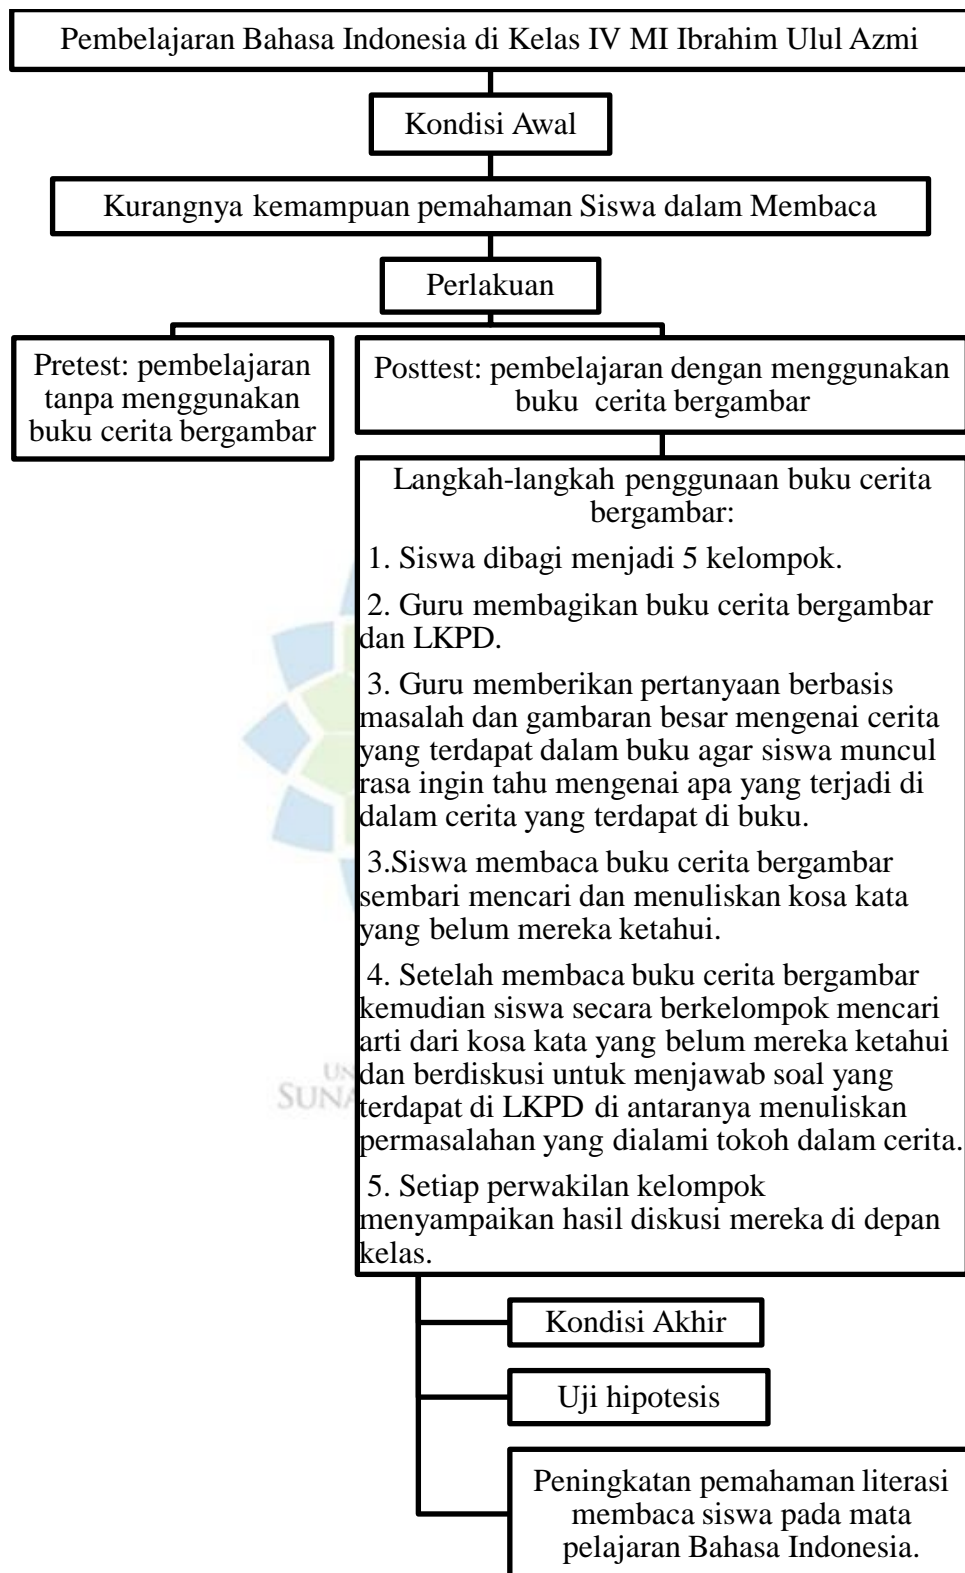 Pembelajaran Bahasa Indonesia di Kelas IV MI Ibrahim Ulul Azmi
Kondisi Awal
Kurangnya kemampuan pemahaman Siswa dalam Membaca
Perlakuan
Pretest: pembelajaran
tanpa menggunakan
buku cerita bergambar
Posttest: pembelajaran dengan menggunakan
buku cerita bergambar
Langkah-langkah penggunaan buku cerita
bergambar:
1. Siswa dibagi menjadi 5 kelompok.
2. Guru membagikan buku cerita bergambar
dan LKPD.
3. Guru memberikan pertanyaan berbasis
masalah dan gambaran besar mengenai cerita
yang terdapat dalam buku agar siswa muncul
rasa ingin tahu mengenai apa yang terjadi di
dalam cerita yang terdapat di buku.
3.Siswa membaca buku cerita bergambar
sembari mencari dan menuliskan kosa kata
yang belum mereka ketahui.
4. Setelah membaca buku cerita bergambar
kemudian siswa secara berkelompok mencari
arti dari kosa kata yang belum mereka ketahui
dan berdiskusi untuk menjawab soal yang
terdapat di LKPD di antaranya menuliskan
permasalahan yang dialami tokoh dalam cerita.
5. Setiap perwakilan kelompok
menyampaikan hasil diskusi mereka di depan
kelas.
Kondisi Akhir
Uji hipotesis
Peningkatan pemahaman literasi
membaca siswa pada mata
pelajaran Bahasa Indonesia.